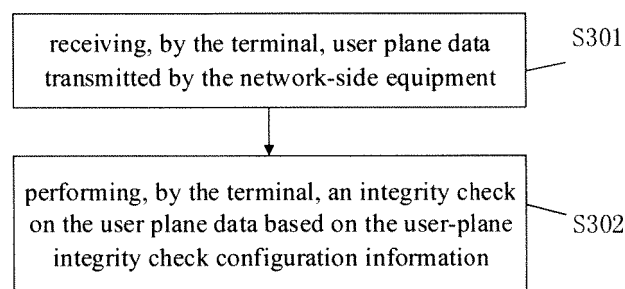 receiving, by the terminal, user plane data
transmitted by the network-side equipment
S301
performing, by the terminal, an integrity check
on the user plane data based on the user-plane
integrity check configuration information
S302